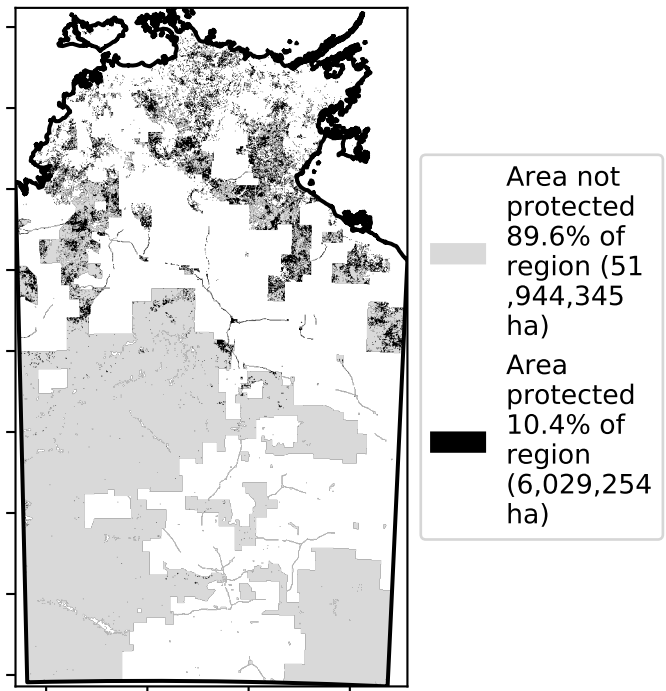 Area not
protected
89.6% of
region (51
,944,345
ha)
Area
protected
10.4% of
region
(6,029,254
ha)